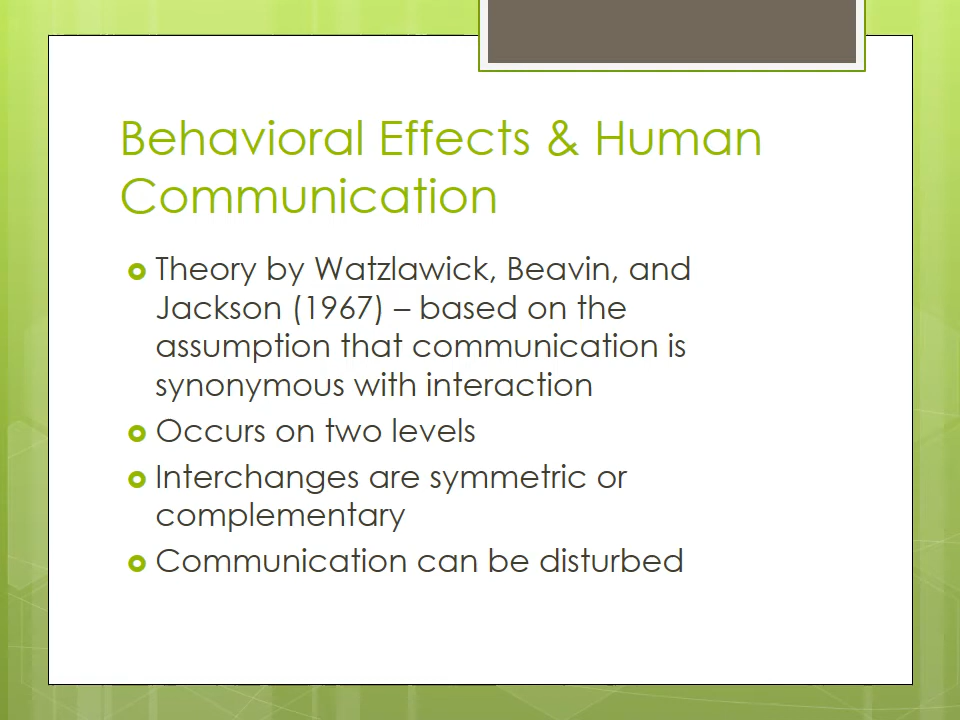 Behavioral Effects & Human
Communication
Theory by Watzlawick, Beavin, and
Jackson (1967) – based on the
assumption that communication is
synonymous with interaction
Occurs on two levels
Interchanges are symmetric or
complementary
Communication can be disturbed